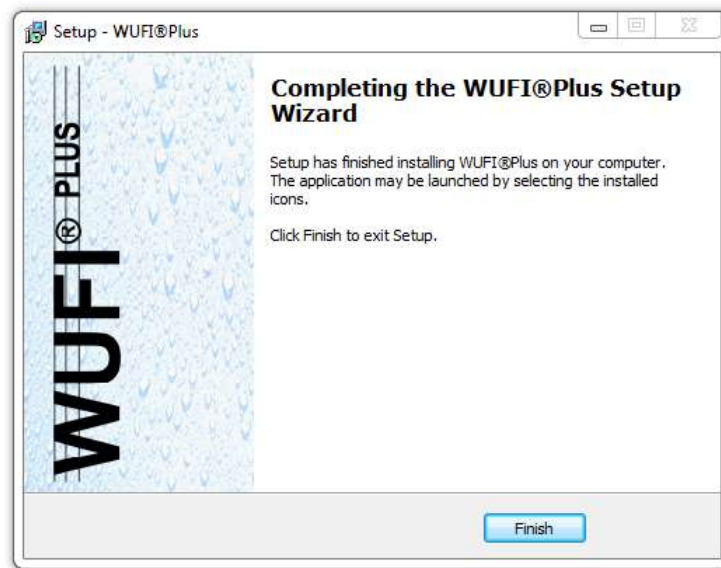 Setup - WUFI®Plus
WUFI® PLUS
Completing the WUFI®Plus Setup
Wizard
Setup has finished installing WUFI®Plus on your computer.
The application may be launched by selecting the installed
icons.
Click Finish to exit Setup.
Finish